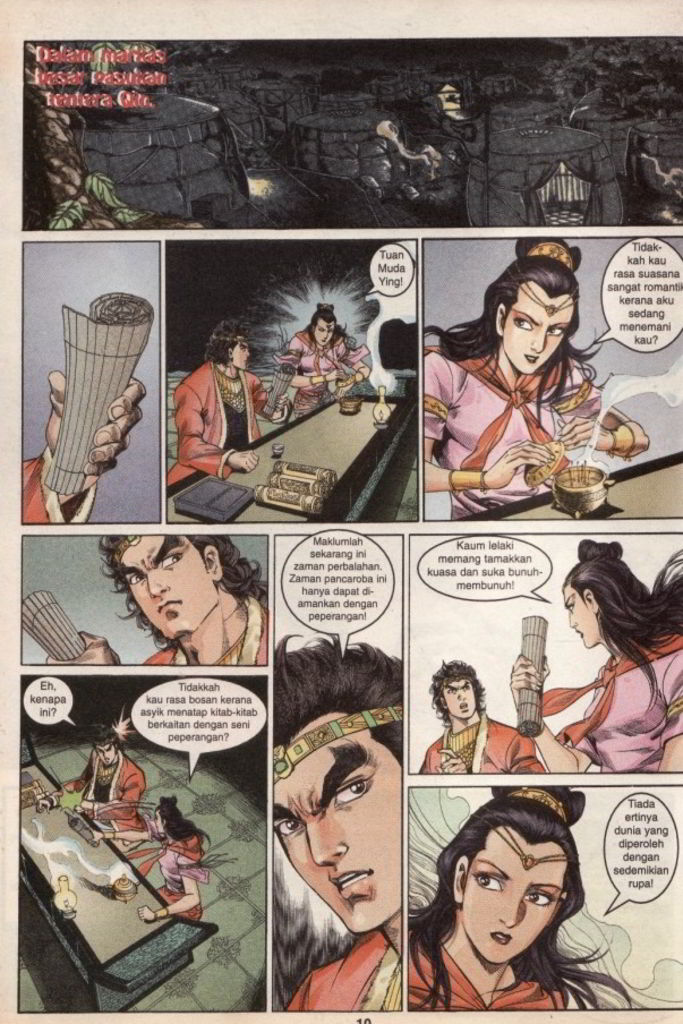 Dalam markas
besar pasukan
tentera Qin.
Tuan
Muda
Ying!
Tidak-
kah kau
rasa suasana
sangat romantik
kerana aku
sedang
menemani
kau?
Eh,
kenapa
ini?
Tidakkah
kau rasa bosan kerana
asyik menatap kitab-kitab
berkaitan dengan seni
peperangan?
Maklumlah
sekarang ini
zaman perbalahan.
Zaman pancaroba ini
hanya dapat di-
amankan dengan
peperangan!
Kaum lelaki
memang tamakkan
kuasa dan suka bunuh-
membunuh!
Tiada
ertinya
dunia yang
diperoleh
dengan
sedemikian
rupa!
10